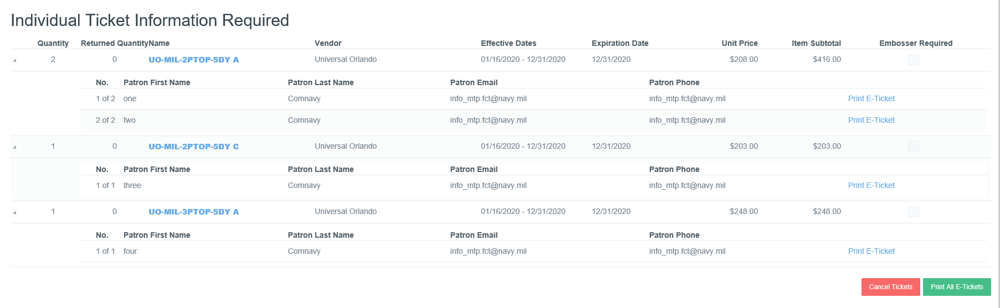 Individual Ticket Information Required
Quantity Returned Quantity Name Vendor Effective Dates Expiration Date Unit Price Item Subtotal Embosser Required
2 0 UO-MIL-2PTOP-5DY A Universal Orlando 01/16/2020 - 12/31/2020 12/31/2020 $208.00 $416.00
No. Patron First Name Patron Last Name Patron Email Patron Phone
1 of 2 one Comnavy info_mtp.fct@navy.mil info_mtp.fct@navy.mil Print E-Ticket
2 of 2 two Comnavy info_mtp.fct@navy.mil info_mtp.fct@navy.mil Print E-Ticket
1 0 UO-MIL-2PTOP-5DY C Universal Orlando 01/16/2020 - 12/31/2020 12/31/2020 $203.00 $203.00
No. Patron First Name Patron Last Name Patron Email Patron Phone
1 of 1 three Comnavy info_mtp.fct@navy.mil info_mtp.fct@navy.mil Print E-Ticket
1 0 UO-MIL-3PTOP-5DY A Universal Orlando 01/16/2020 - 12/31/2020 12/31/2020 $248.00 $248.00
No. Patron First Name Patron Last Name Patron Email Patron Phone
1 of 1 four Comnavy info_mtp.fct@navy.mil info_mtp.fct@navy.mil Print E-Ticket
Cancel Tickets Print All E-Tickets